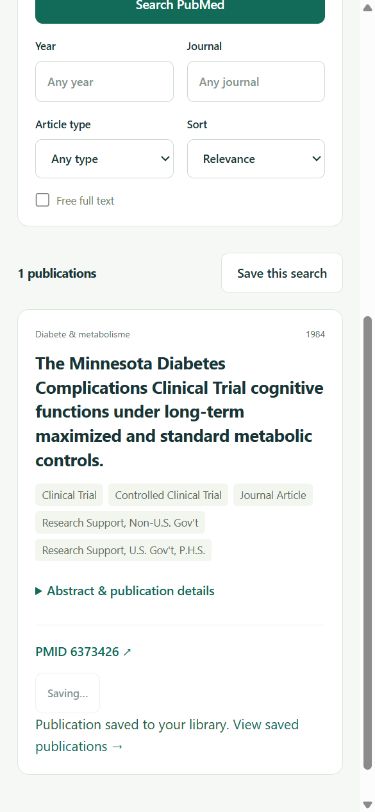 Search PubMed
Year
Journal
Any year
Any journal
Article type
Sort
Any type
Relevance
Free full text
1 publications
Save this search
Diabete & metabolisme
1984
The Minnesota Diabetes
Complications Clinical Trial cognitive
functions under long-term
maximized and standard metabolic
controls.
Clinical Trial
Controlled Clinical Trial
Journal Article
Research Support, Non-U.S. Gov't
Research Support, U.S. Gov't, P.H.S.
▶ Abstract & publication details
PMID 6373426 ↗
Saving...
Publication saved to your library. View saved
publications →